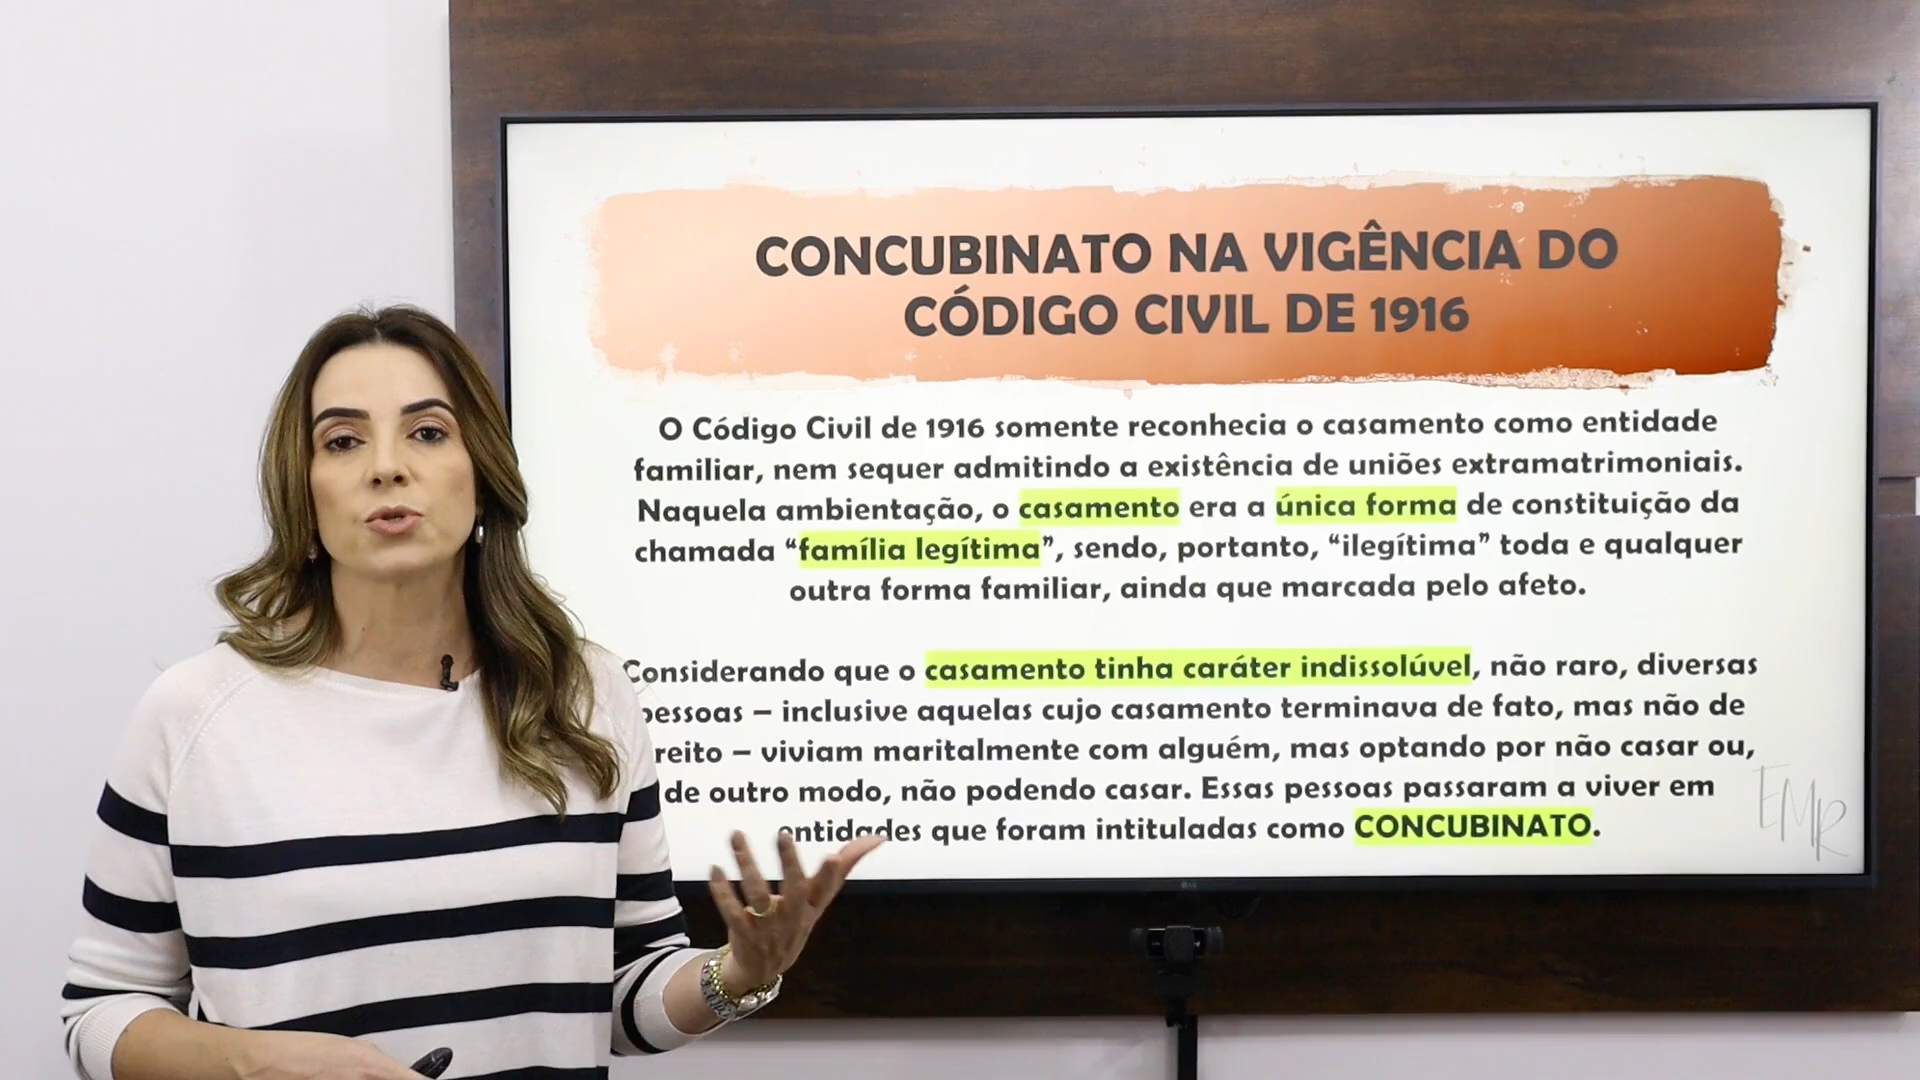 CONCUBINATO NA VIGÊNCIA DO
CÓDIGO CIVIL DE 1916
O Código Civil de 1916 somente reconhecia o casamento como entidade
familiar, nem sequer admitindo a existência de uniões extramatrimoniais.
Naquela ambientação, o casamento era a única forma de constituição da
chamada “família legítima”, sendo, portanto, “ilegítima” toda e qualquer
outra forma familiar, ainda que marcada pelo afeto.
Considerando que o casamento tinha caráter indissolúvel, não raro, diversas
pessoas – inclusive aquelas cujo casamento terminava de fato, mas não de
reito – viviam maritalmente com alguém, mas optando por não casar ou,
de outro modo, não podendo casar. Essas pessoas passaram a viver em
entidades que foram intituladas como CONCUBINATO.
EMR
LG